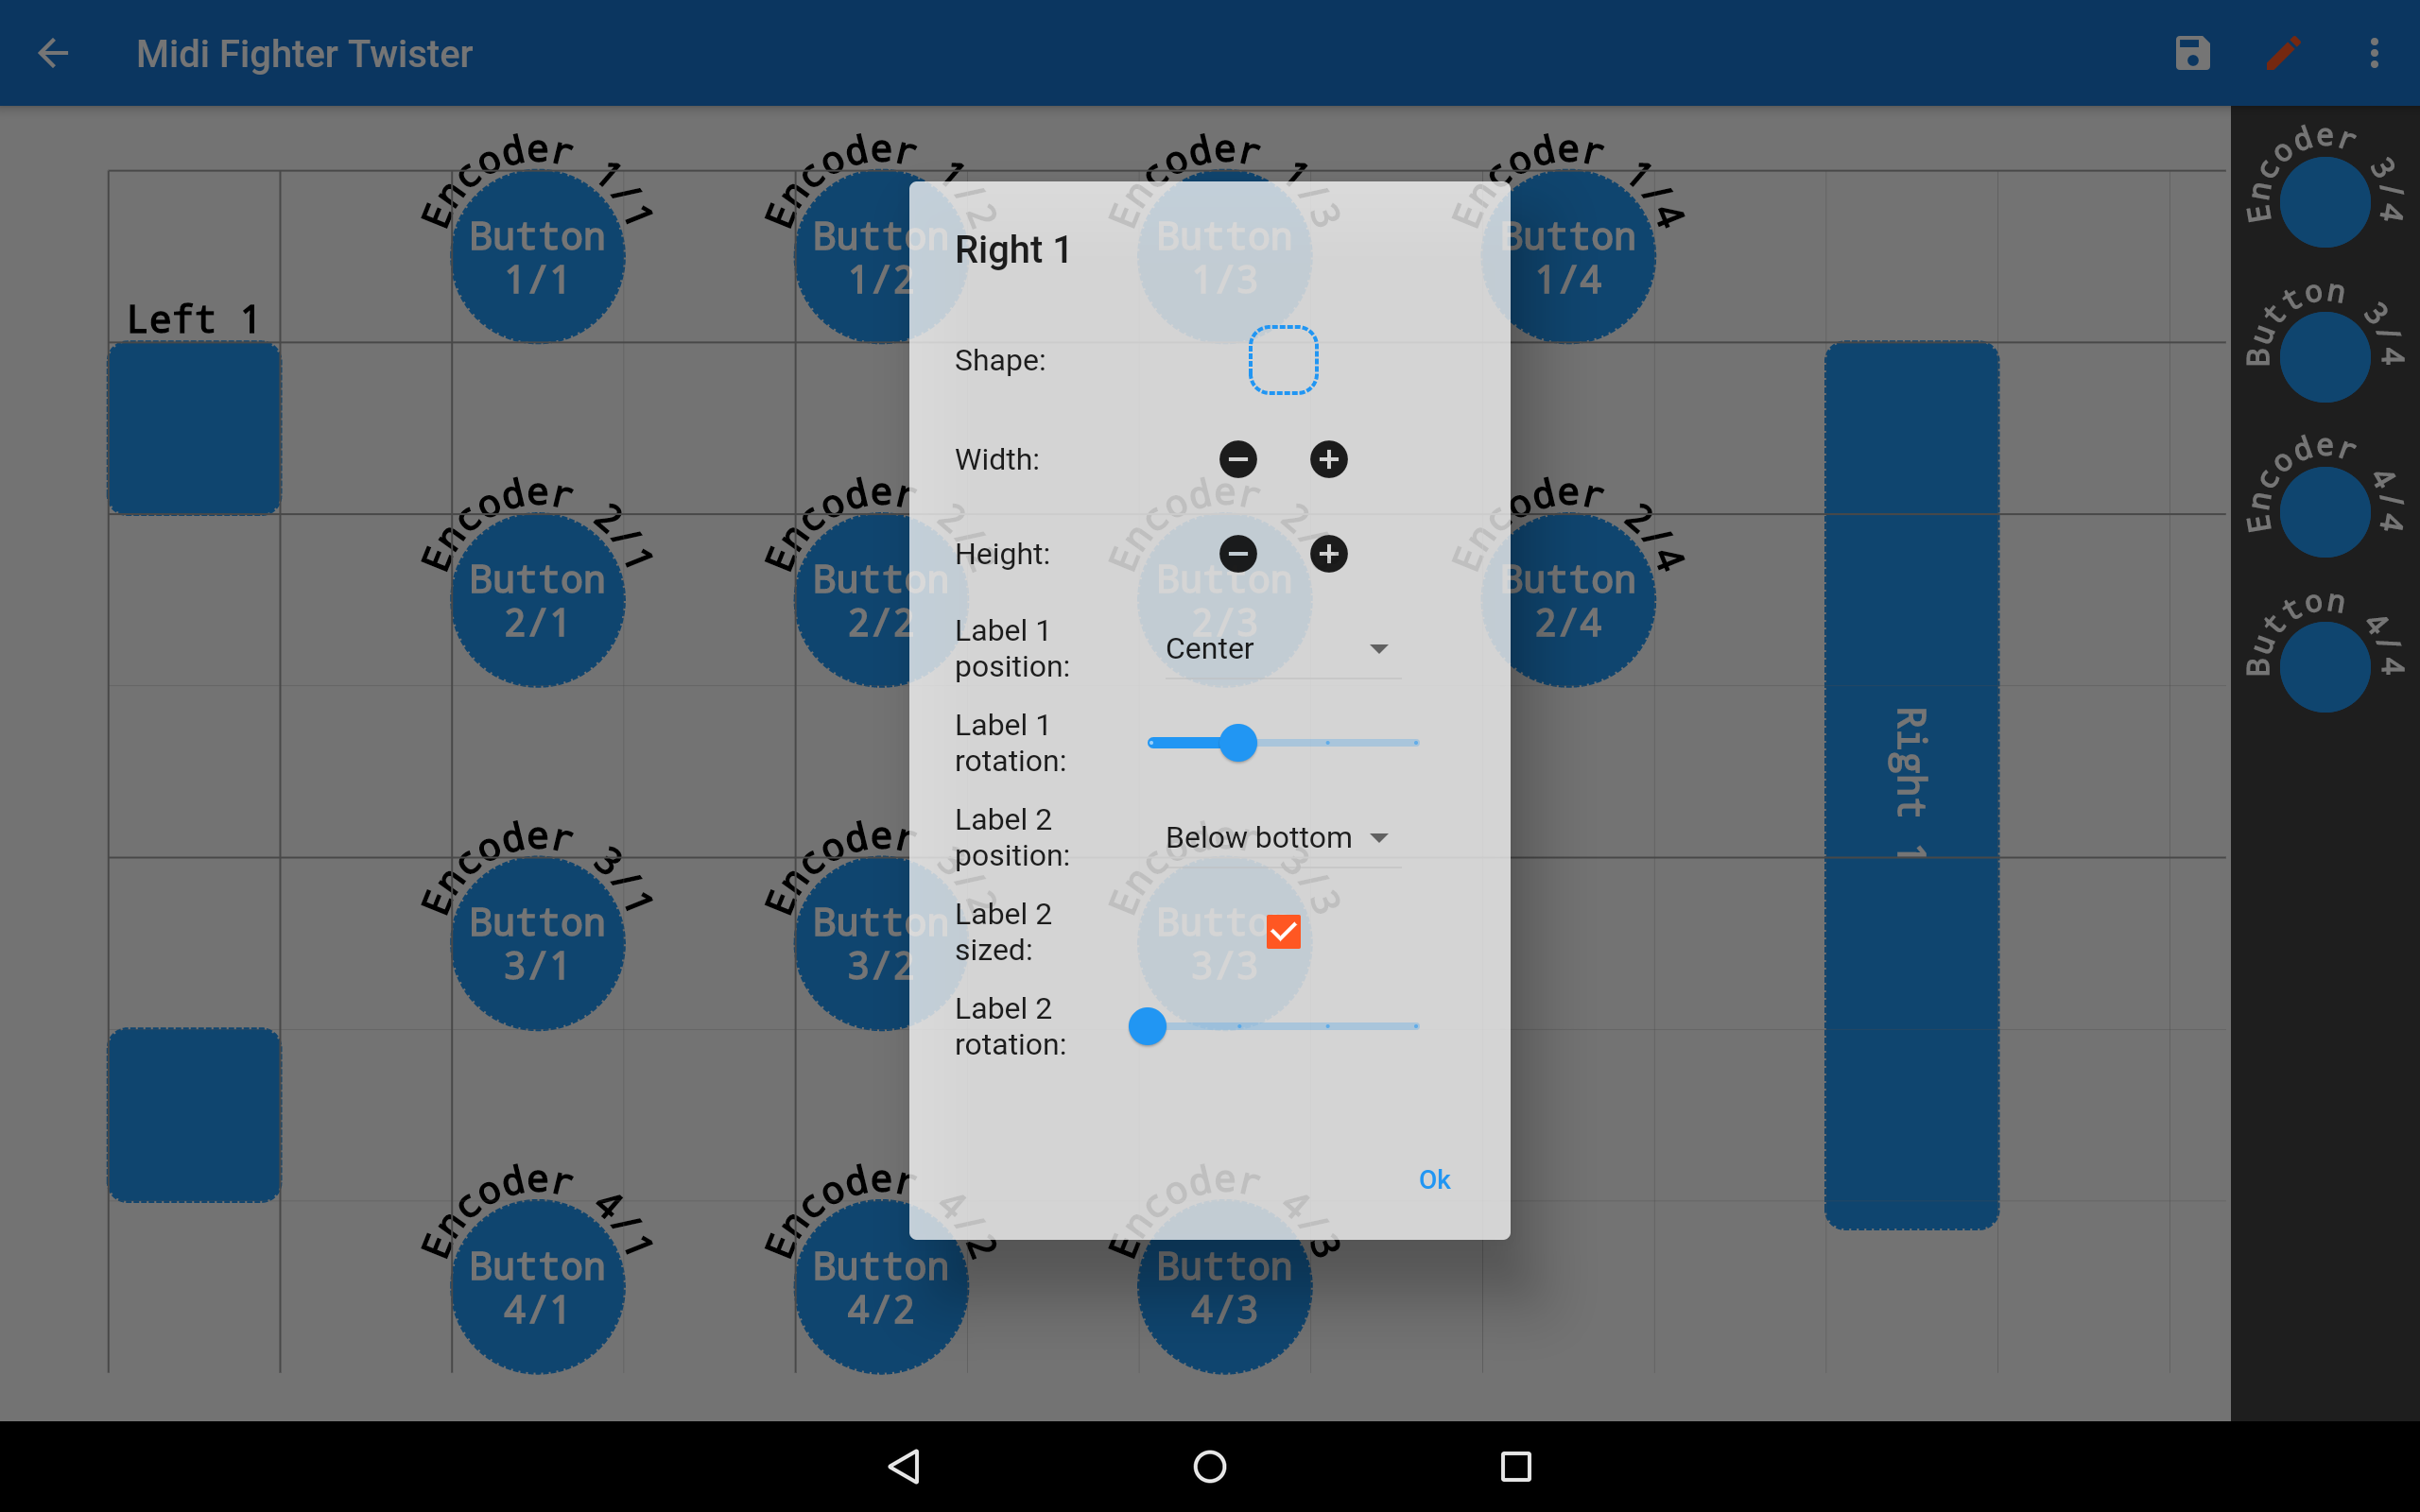 Midi Fighter Twister
Encoder 1/1
Encoder 1/2
Encoder 1/3
Encoder 1/4
Button
1/1
Button
1/2
Button
1/3
Button
1/4
Left 1
Encoder 2/1
Encoder 2/
Encoder 2/
Encoder 2/4
Button
2/1
Button
2/2
Button
2/3
Button
2/4
Encoder 3/1
Encoder 3/2
Encoder 3/3
Button
3/1
Button
3/2
Button
3/3
Encoder 4/1
Encoder 4/2
Encoder 4/3
Button
4/1
Button
4/2
Button
4/3
Right 1
Right 1
Shape:
Width:
Height:
Label 1
position:
Center
Label 1
rotation:
Label 2
position:
Below bottom
Label 2
sized:
Label 2
rotation:
Ok
Encoder 3/4
Button 3/4
Encoder 4/4
Button 4/4